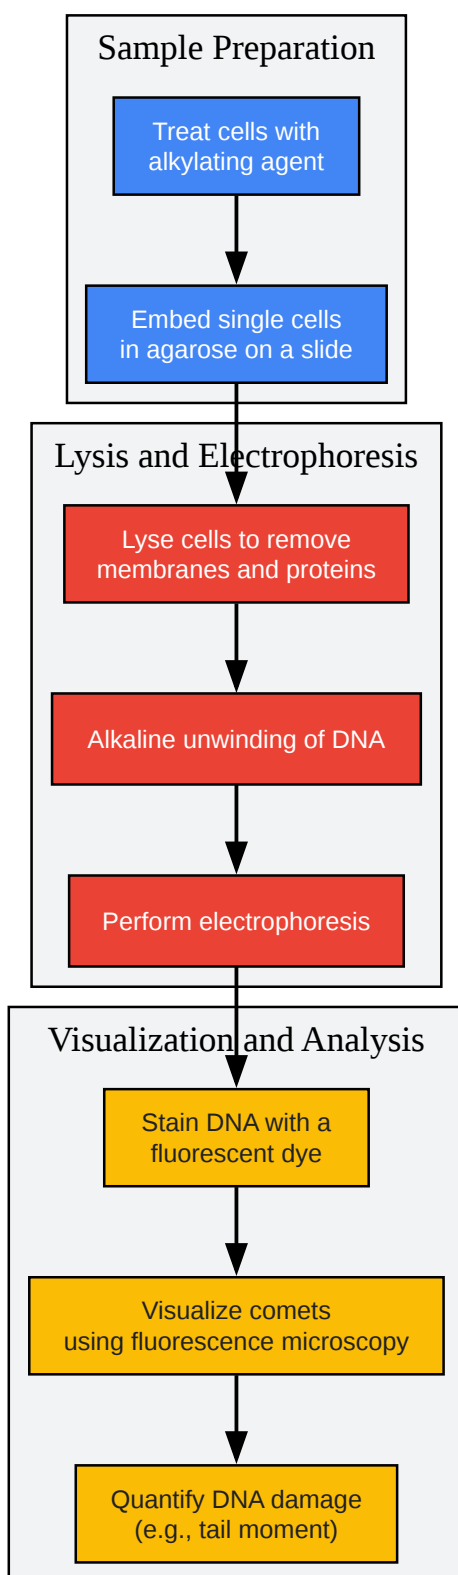 Sample Preparation
Treat cells with
alkylating agent
Embed single cells
in agarose on a slide
Lysis and Electrophoresis
Lyse cells to remove
membranes and proteins
Alkaline unwinding of DNA
Perform electrophoresis
Visualization and Analysis
Stain DNA with a
fluorescent dye
Visualize comets
using fluorescence microscopy
Quantify DNA damage
(e.g., tail moment)